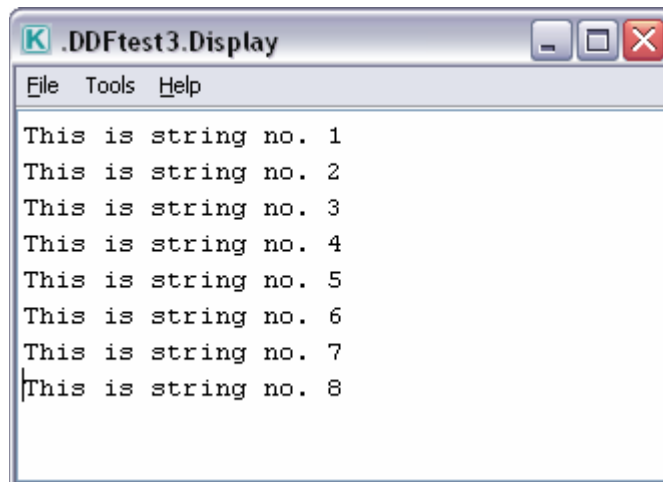 K .DDFtest3.Display
File Tools Help
This is string no. 1
This is string no. 2
This is string no. 3
This is string no. 4
This is string no. 5
This is string no. 6
This is string no. 7
This is string no. 8